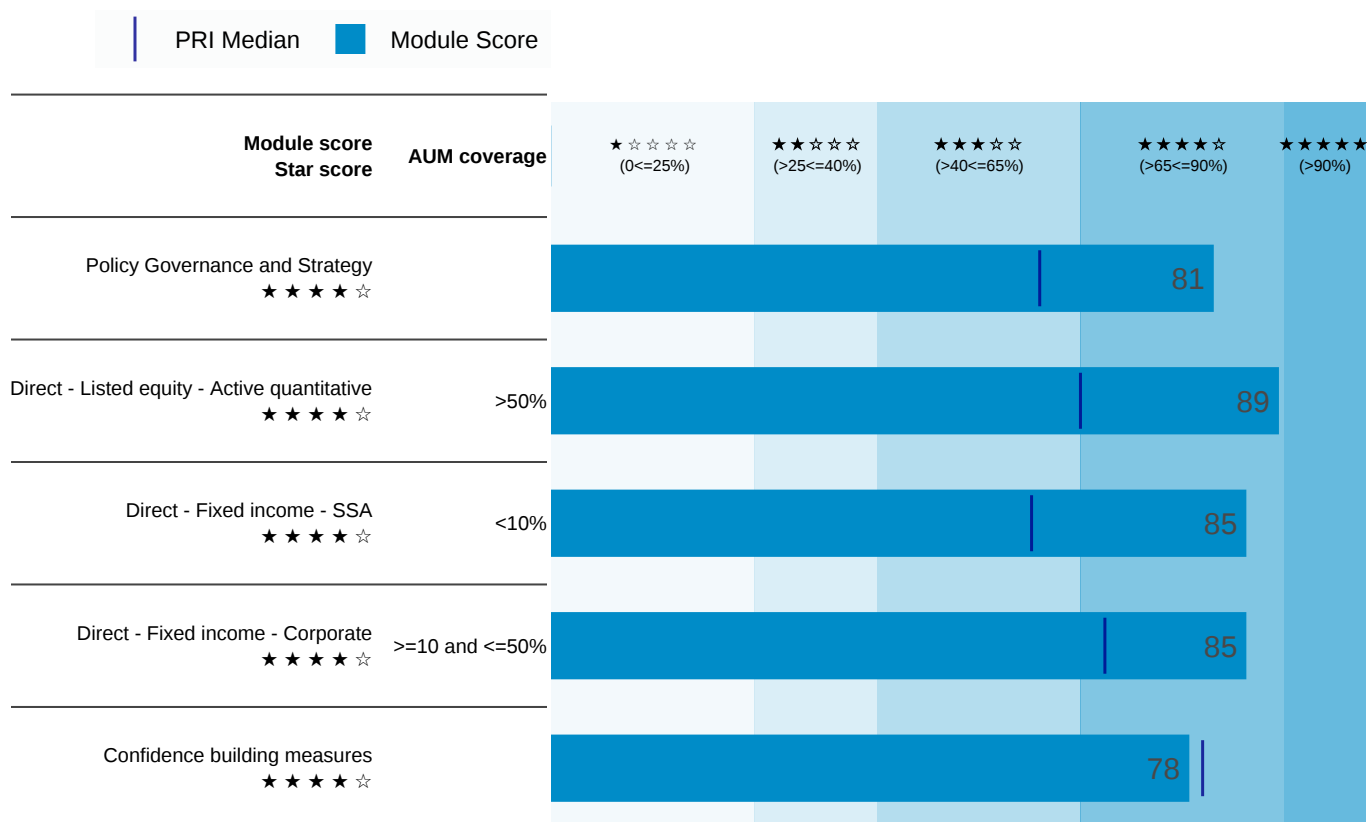 PRI Median
Module Score
Module score
Star score
AUM coverage
★☆☆☆☆
(0<=25%)
★★☆☆☆
(>25<=40%)
★★★☆☆
(>40<=65%)
★★★★☆
(>65<=90%)
★★★★★
(>90%)
Policy Governance and Strategy
★★★★☆
81
Direct - Listed equity - Active quantitative
★★★★☆
>50%
89
Direct - Fixed income - SSA
★★★★☆
<10%
85
Direct - Fixed income - Corporate
★★★★☆
>=10 and <=50%
85
Confidence building measures
★★★★☆
78